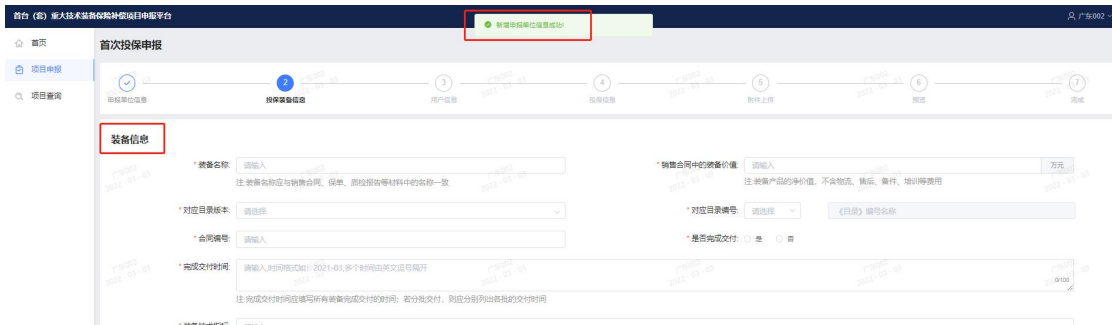 首台（套）重大技术装备保险补偿项目申报平台
新增申报单位信息成功!
广东002
首页
首次投保申报
项目申报
2
3
4
5
6
7
申报单位信息
投保装备信息
用户信息
投保信息
附件上传
预览
完成
项目查询
装备信息
*装备名称: 请输入
*销售合同中的装备价值: 请输入 万元
注:装备名称应与销售合同、保单、质检报告等材料中的名称一致
注:装备产品的净价值，不含物流、售后、备件、培训等费用
*对应目录版本: 请选择
*对应目录编号: 请选择 《目录》编号名称
*合同编号: 请输入
*是否完成交付: 是 否
*完成交付时间: 请输入,时间格式如：2021-03,多个时间由英文逗号隔开
0/100
注:完成交付时间应填写所有装备完成交付的时间；若分批交付，则应分别列出各批的交付时间